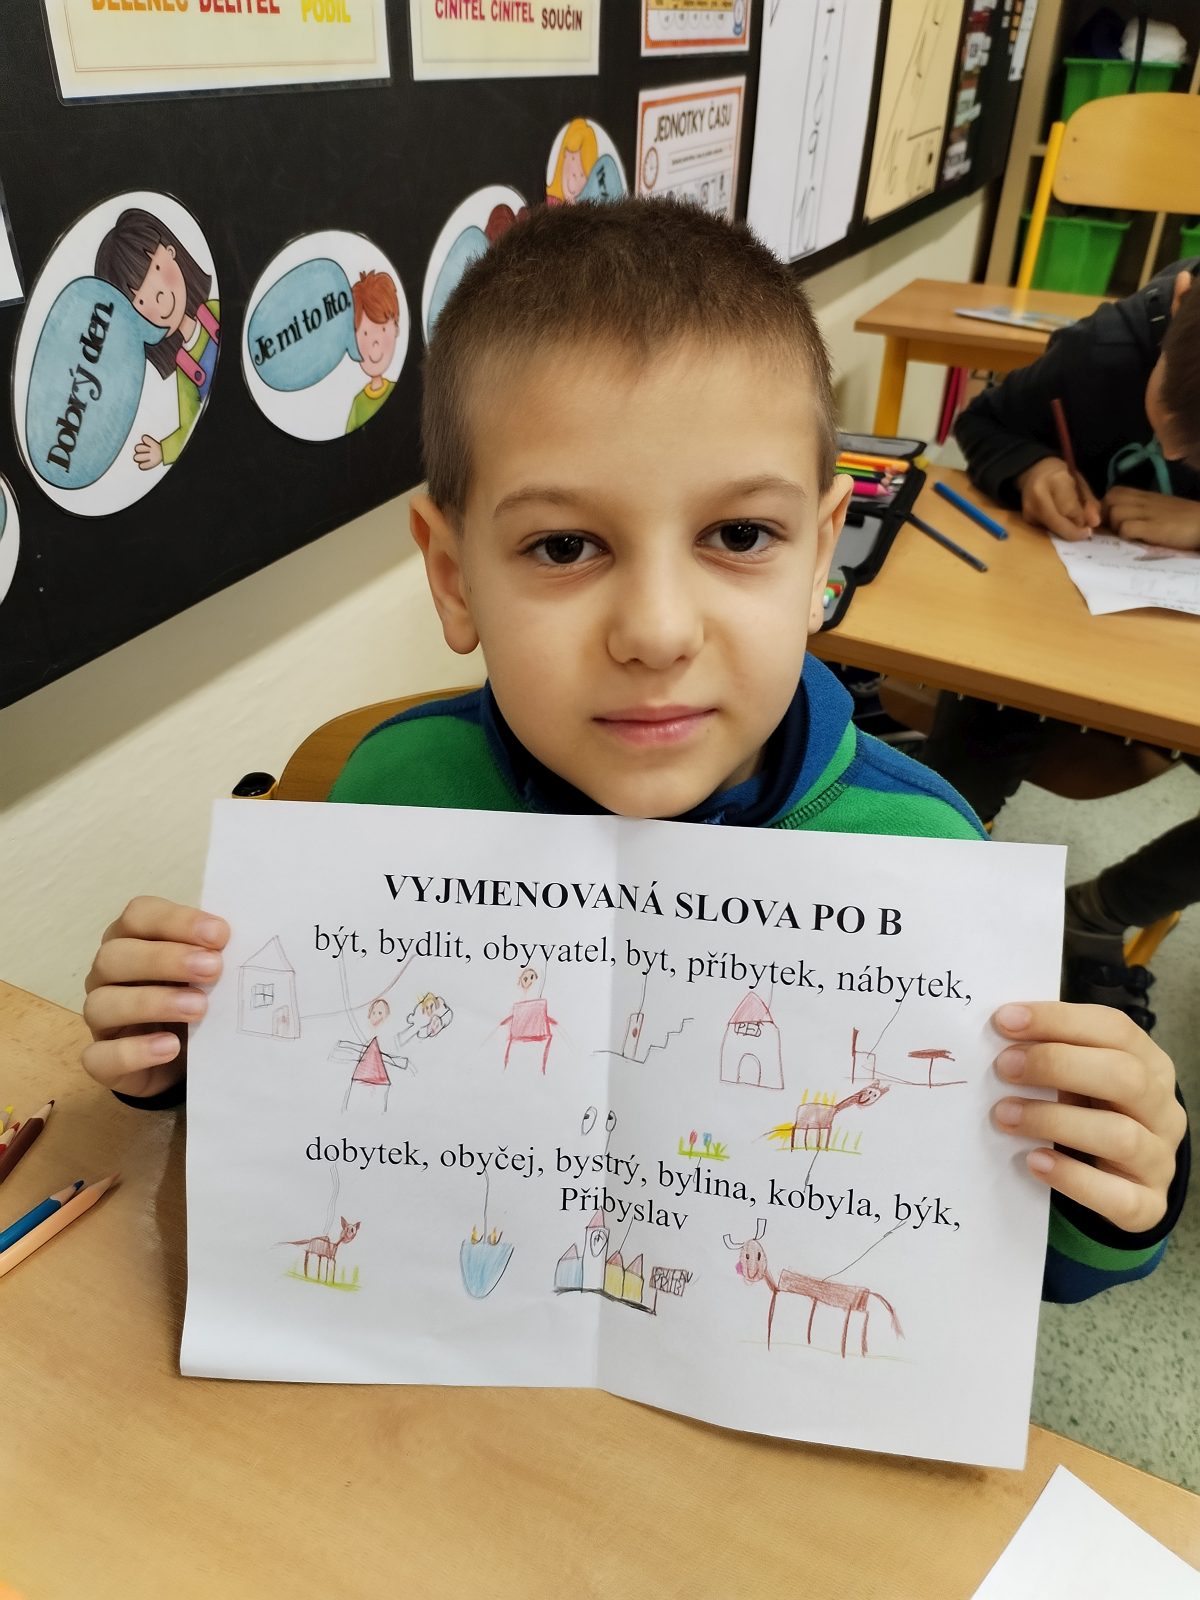 DĚLENEC DĚLITEL PODÍL
ČINITEL ČINITEL SOUČIN
JEDNOTKY ČASU
Dobrý den
Je mi to líto.
VYJMENOVANÁ SLOVA PO B
být, bydlit, obyvatel, byt, příbytek, nábytek,
PES
dobytek, obyčej, bystrý, bylina, kobyla, býk,
Přibyslav